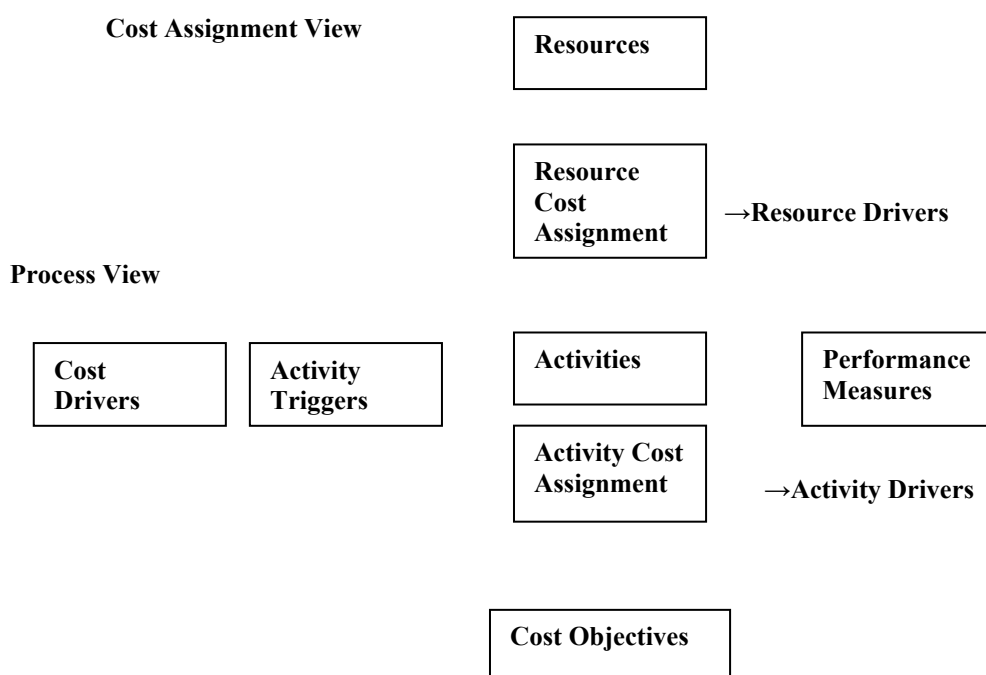 Cost Assignment View
Resources
Resource
Cost
Assignment
→Resource Drivers
Process View
Cost
Drivers
Activity
Triggers
Activities
Performance
Measures
Activity Cost
Assignment
→Activity Drivers
Cost Objectives